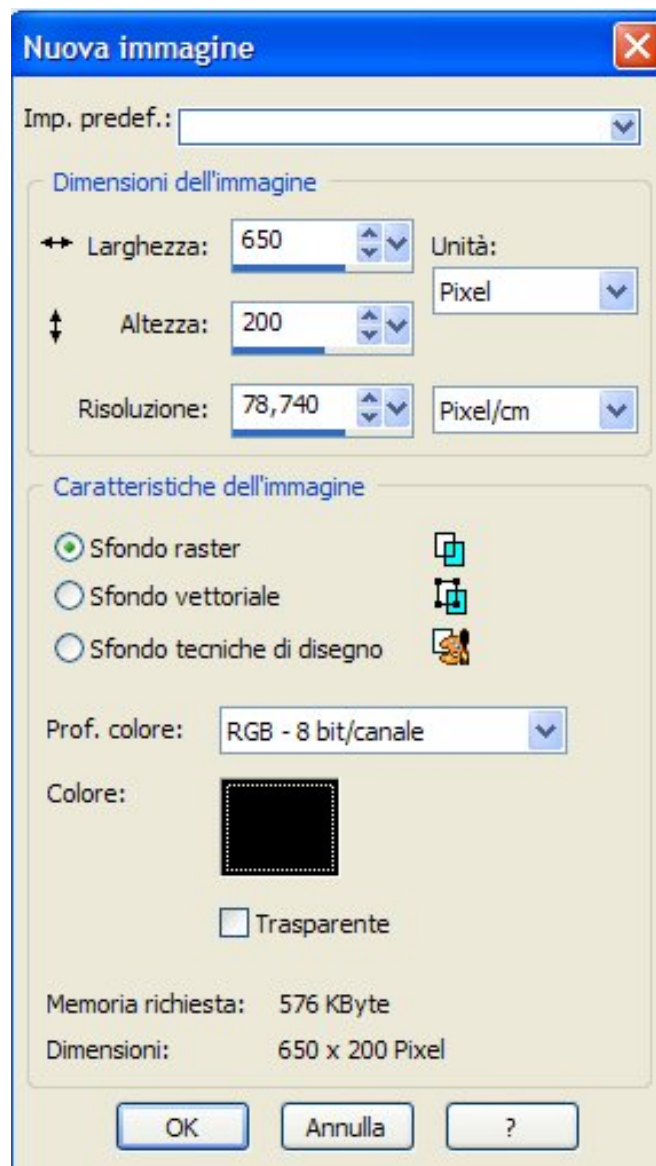 Nuova immagine
Imp. predef.:
Dimensioni dell'immagine
Larghezza: 650 Unità:
Pixel
Altezza: 200
Risoluzione: 78,740 Pixel/cm
Caratteristiche dell'immagine
Sfondo raster
Sfondo vettoriale
Sfondo tecniche di disegno
Prof. colore: RGB - 8 bit/canale
Colore:
Trasparente
Memoria richiesta: 576 KByte
Dimensioni: 650 x 200 Pixel
OK Annulla ?